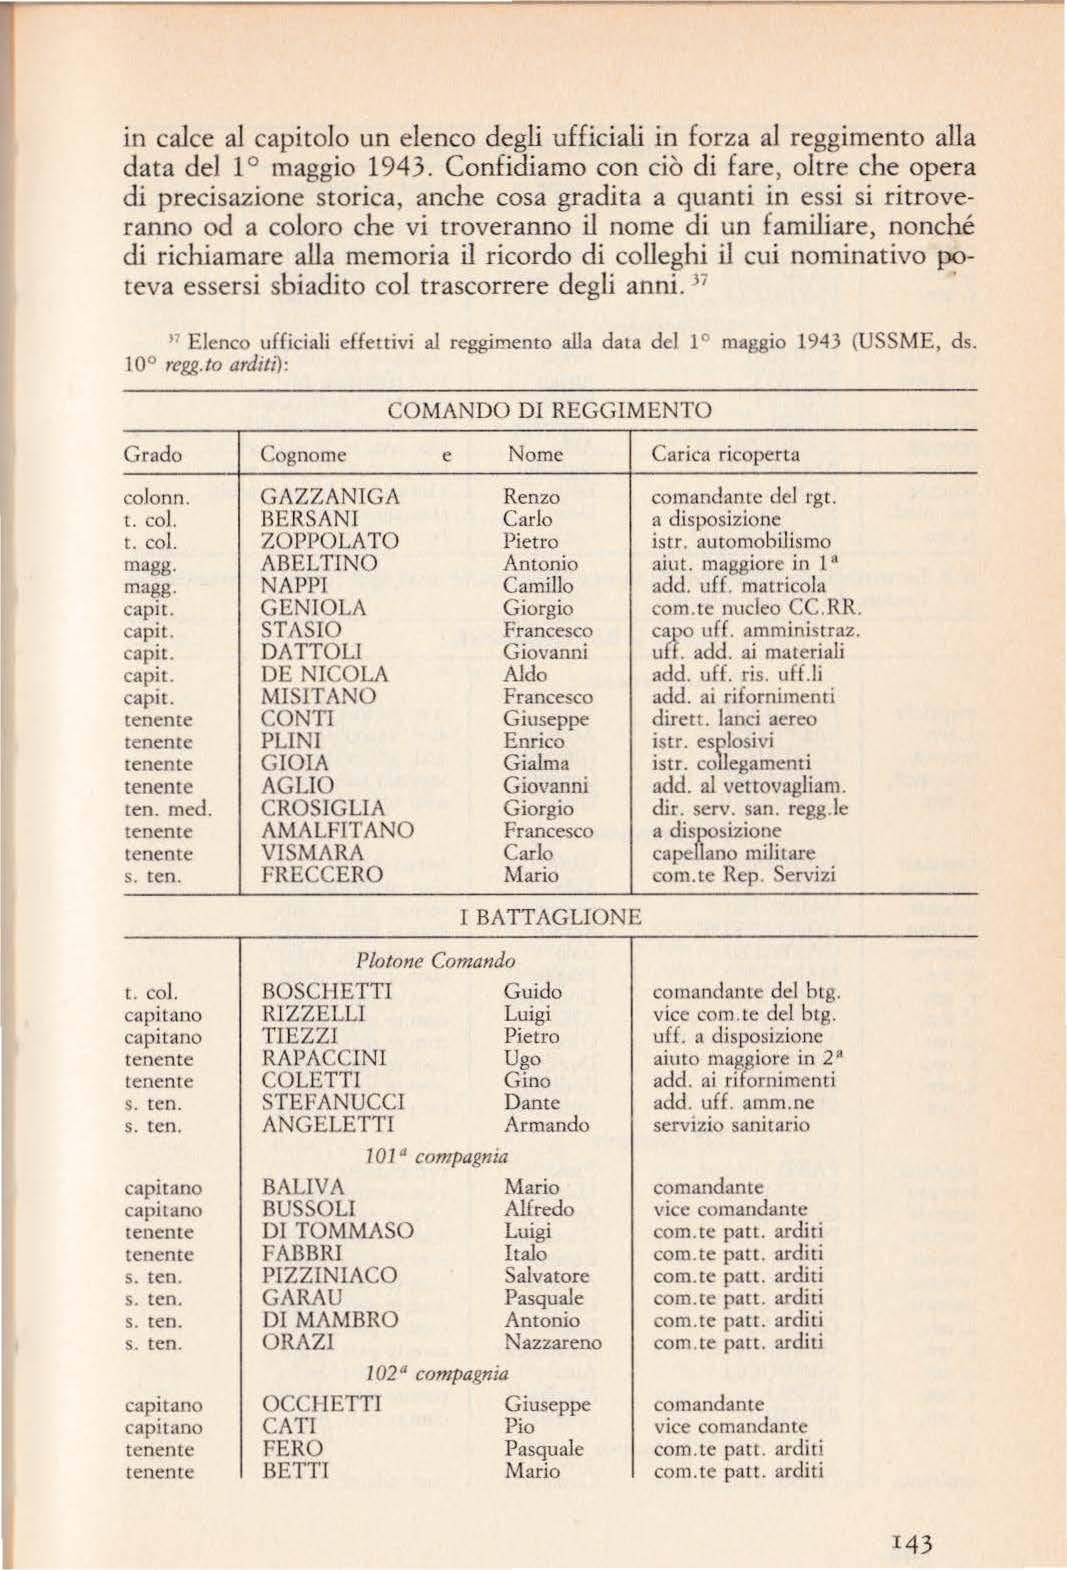 in calce al capitolo un elenco degli ufficiali in forza al reggimento alla
data del 1° maggio 1943. Confidiamo con ciò di fare, oltre che opera
di precisazione storica, anche cosa gradita a quanti in essi si ritrove-
ranno od a coloro che vi troveranno il nome di un familiare, nonché
di richiamare alla memoria il ricordo di colleghi il cui nominativo po-
teva essersi sbiadito col trascorrere degli anni. 37
37 Elenco ufficiali effettivi al reggimento alla data del 1° maggio 1943 (USSME, ds.
10° regg.to arditi):
COMANDO DI REGGIMENTO
Grado Cognome e Nome Carica ricoperta
colonn. GAZZANIGA Renzo comandante del rgt.
t. col. BERSANI Carlo a disposizione
t. col. ZOPPOLATO Pietro istr. automobilismo
magg. ABELTINO Antonio aiut. maggiore in 1ª
magg. NAPPI Camillo add. uff. matricola
capit. GENIOLA Giorgio com.te nucleo CC.RR.
capit. STASIO Francesco capo uff. amministraz.
capit. DATTOLI Giovanni uff. add. ai materiali
capit. DE NICOLA Aldo add. uff. ris. uff.li
capit. MISITANO Francesco add. ai rifornimenti
tenente CONTI Giuseppe dirett. lanci aereo
tenente PLINI Enrico istr. esplosivi
tenente GIOIA Gialma istr. collegamenti
tenente AGLIO Giovanni add. al vettovagliam.
ten. med. CROSIGLIA Giorgio dir. serv. san. regg.le
tenente AMALFITANO Francesco a disposizione
tenente VISMARA Carlo capellano militare
s. ten. FRECCERO Mario com.te Rep. Servizi
I BATTAGLIONE
Plotone Comando
t. col. BOSCHETTI Guido comandante del btg.
capitano RIZZELLI Luigi vice com.te del btg.
capitano TIEZZI Pietro uff. a disposizione
tenente RAPACCINI Ugo aiuto maggiore in 2ª
tenente COLETTI Gino add. ai rifornimenti
s. ten. STEFANUCCI Dante add. uff. amm.ne
s. ten. ANGELETTI Armando servizio sanitario
101ª compagnia
capitano BALIVA Mario comandante
capitano BUSSOLI Alfredo vice comandante
tenente DI TOMMASO Luigi com.te patt. arditi
tenente FABBRI Italo com.te patt. arditi
s. ten. PIZZINIACO Salvatore com.te patt. arditi
s. ten. GARAU Pasquale com.te patt. arditi
s. ten. DI MAMBRO Antonio com.te patt. arditi
s. ten. ORAZI Nazzareno com.te patt. arditi
102ª compagnia
capitano OCCHETTI Giuseppe comandante
capitano CATI Pio vice comandante
tenente FERO Pasquale com.te patt. arditi
tenente BETTI Mario com.te patt. arditi
143